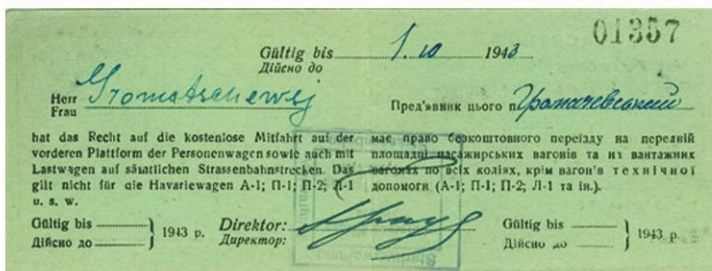 01357
Gültig bis 1.10 1943
Дійсно до
Herr Gromatschewskij
Frau
Пред'явник цього п. Громачевський
hat das Recht auf die kostenlose Mitfahrt auf der
vorderen Plattform der Personenwagen sowie auch mit
Lastwagen auf sämtlichen Strassenbahnstrecken. Das
gilt nicht für die Havariewagen А-1; П-1; П-2; Л-1
u. s. w.
має право безкоштовного переїзду на передній
площадці пасажирських вагонів та на вантажних
вагонах по всіх коліях, крім вагонів технічної
допомоги (А-1; П-1; П-2; Л-1 та ін.).
Gültig bis
Дійсно до
1943 р.
Direktor:
Директор:
Gültig bis
Дійсно до
1943 р.